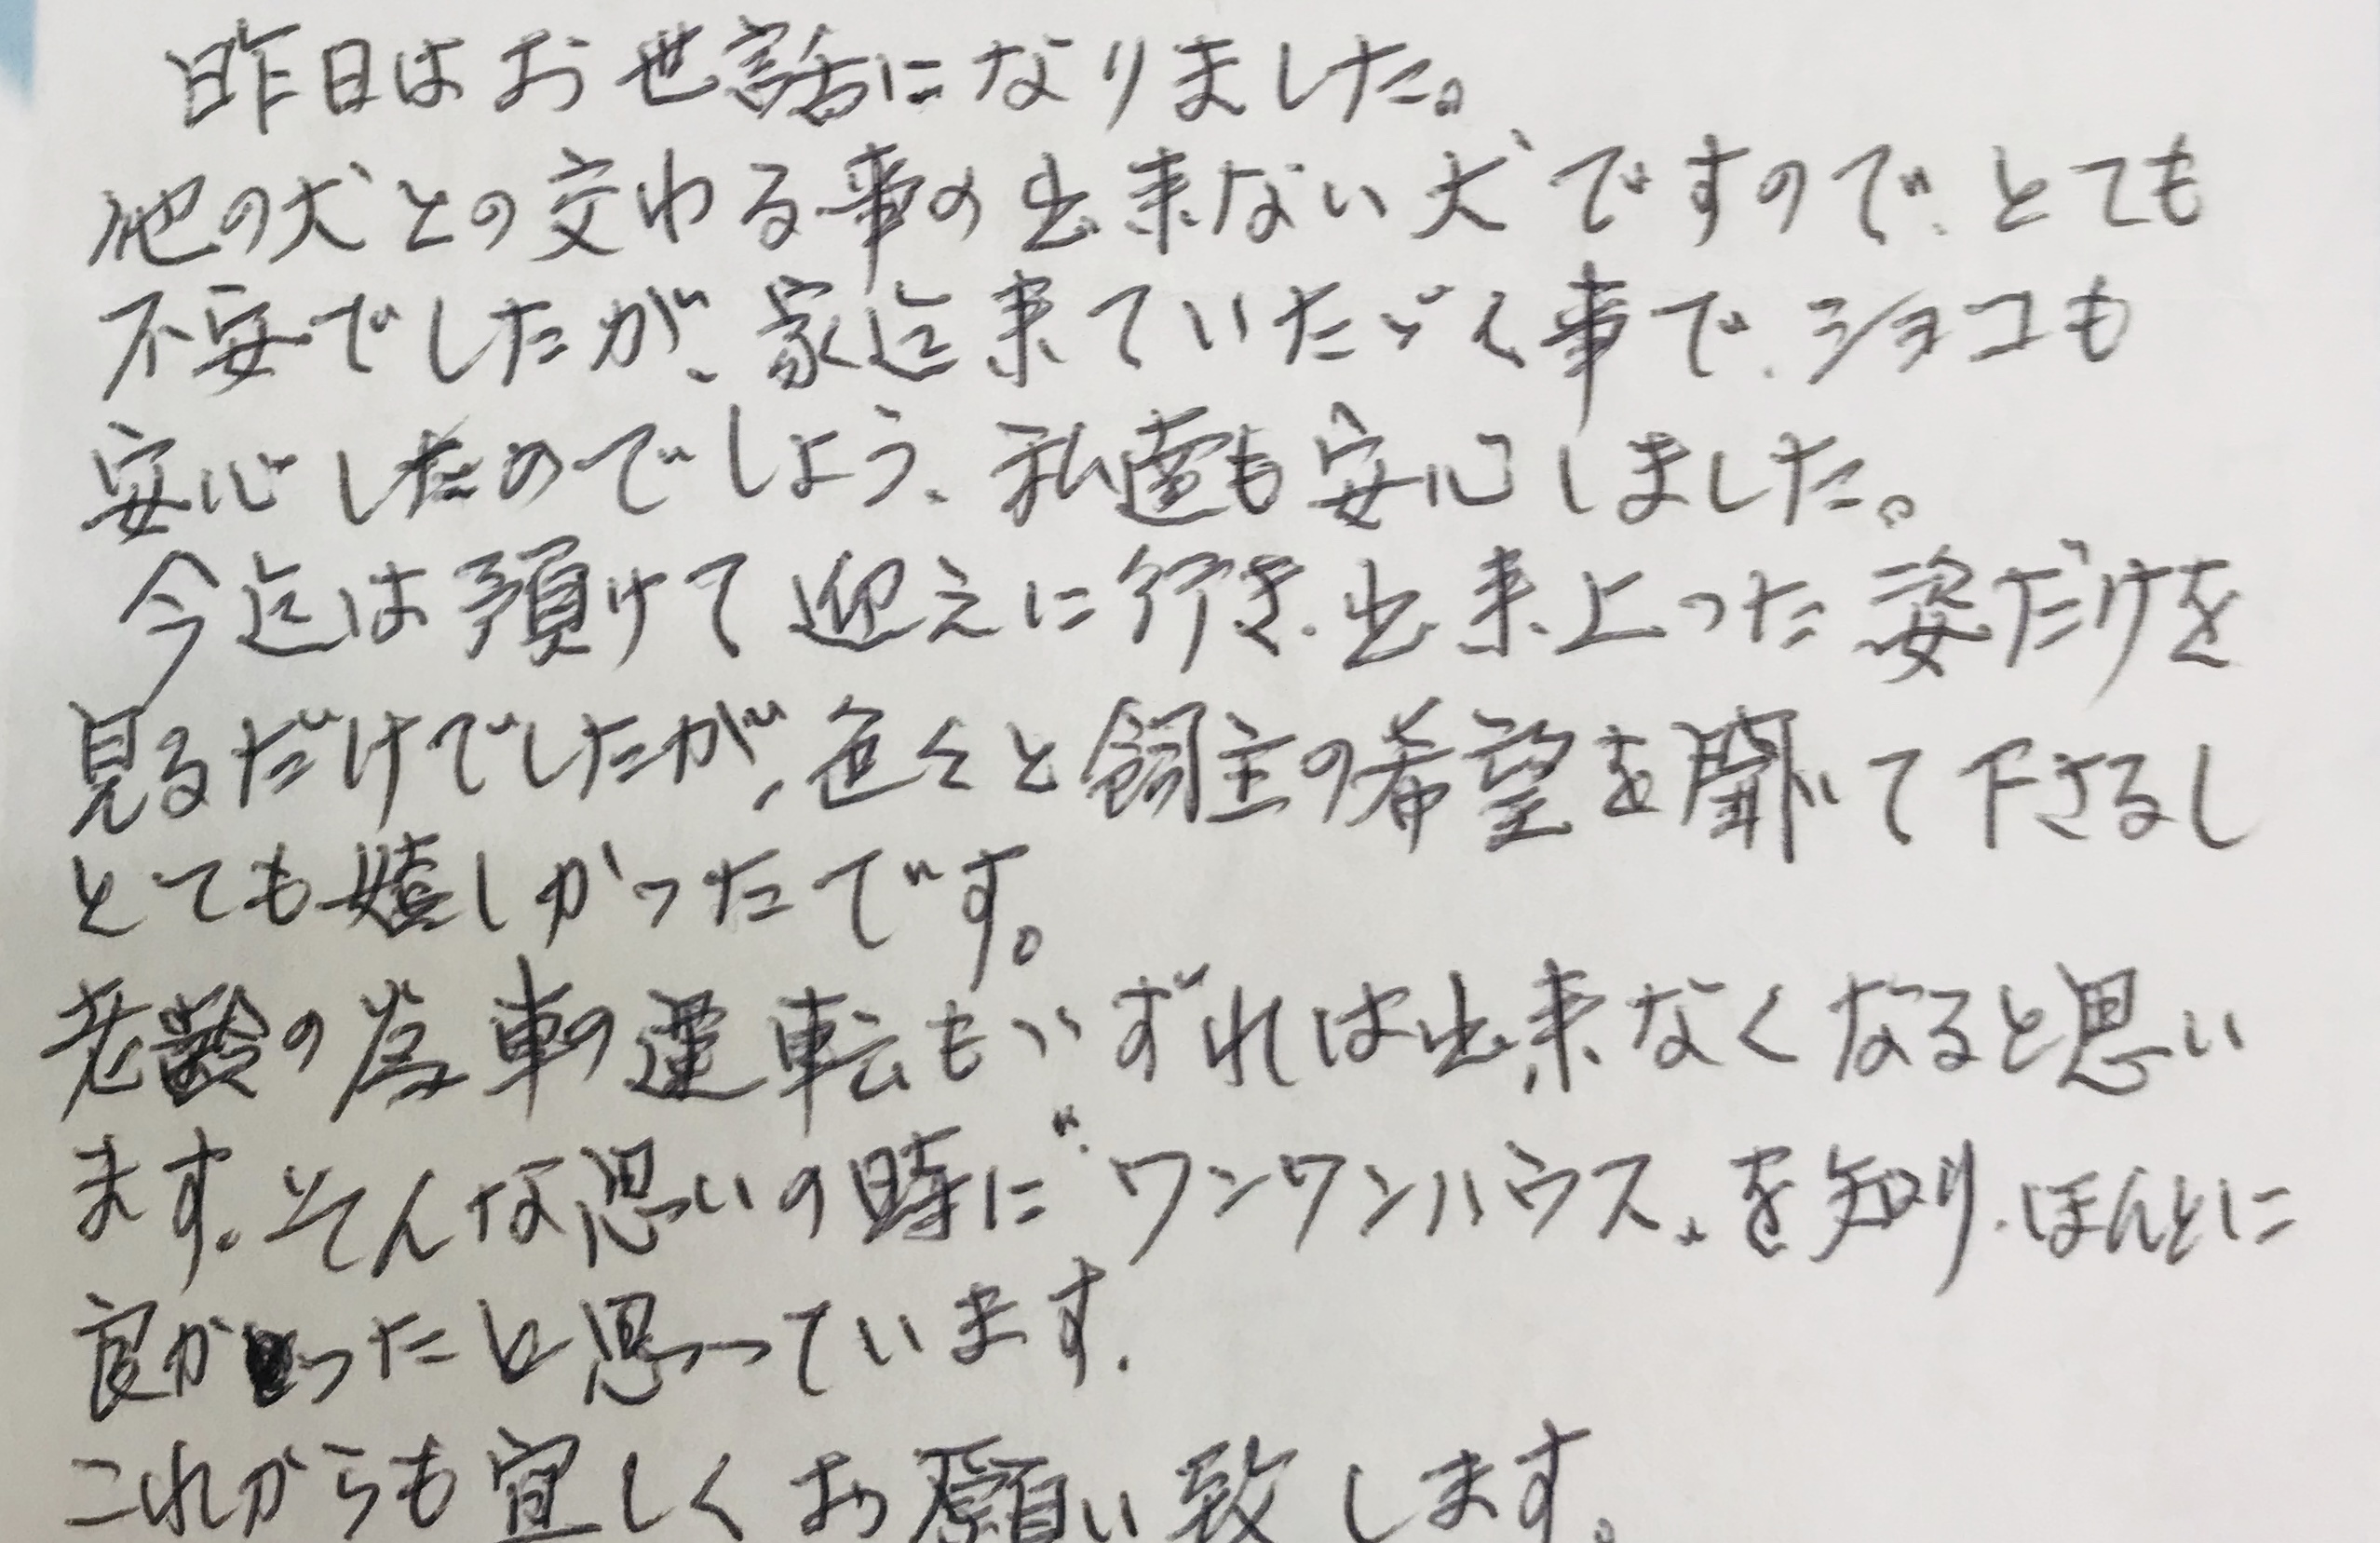 昨日はお世話になりました。
他の犬との交わる事の出来ない犬ですので、とても
不安でしたが、家迄来ていたゞく事で、ショコも
安心したのでしょう、私達も安心しました。
今迄は預けて迎えに行き、出来上った姿だけを
見るだけでしたが、色々と飼主の希望を聞いて下さるし
とても嬉しかったです。
老齢の為車の運転もいずれは出来なくなると思い
ます。そんな思いの時に〝ワンワンハウス〟を知り、ほんとに
良かったと思っています。
これからも宜しくお願い致します。